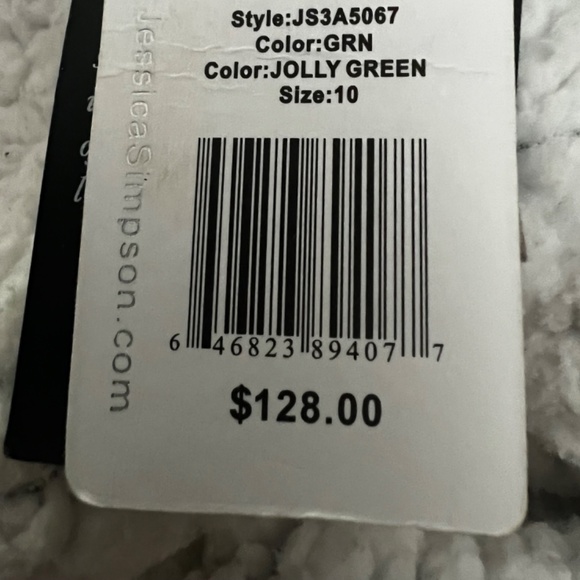 Style:JS3A5067
Color:GRN
Color:JOLLY GREEN
Size:10
6 46823 89407 7
$128.00
JessicaSimpson.com